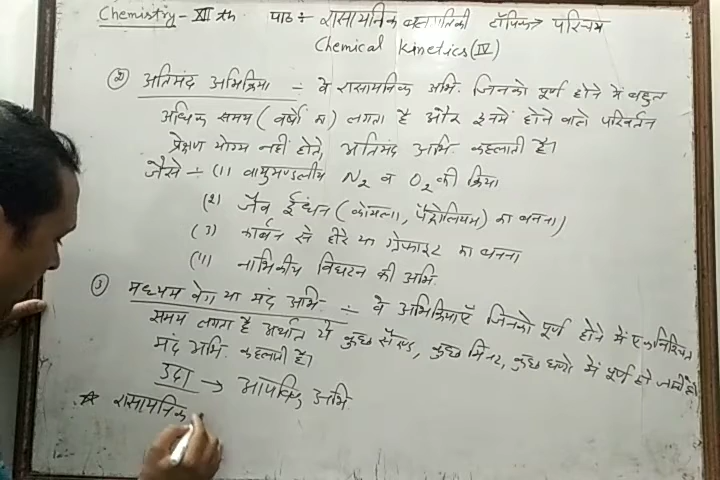 Chemistry - XII th पाठ ÷ रासायनिक बलगतिकी टॉपिक → परिचय
Chemical Kinetics (IV)
(2) अतिमंद अभिक्रिया ÷ वे रासायनिक अभि. जिनको पूर्ण होने में बहुत
अधिक समय (वर्षो का) लगता है और इनमें होने वाले परिवर्तन
प्रेक्षण योग्य नहीं होते, अतिमंद अभि. कहलाती है।
जैसे ÷ (1) वायुमण्डलीय N2 व O2 की क्रिया
(2) जैव ईंधन (कोयला, पैट्रोलियम) का बनना)
(3) कार्बन से हीरे या ग्रेफाइट का बनना
(4) नाभिकीय विघटन की अभि.
(3) मध्यम वेग या मंद अभि. ÷ वे अभिक्रियाएँ जिनको पूर्ण होने में एक निश्चित
समय लगता है अर्थात ये कुछ सैकण्ड, कुछ मिनट, कुछ घण्टो में पूर्ण हो जाती है।
मंद अभि. कहलाती है।
उदा → आण्विक अभि.
* रासायनिक